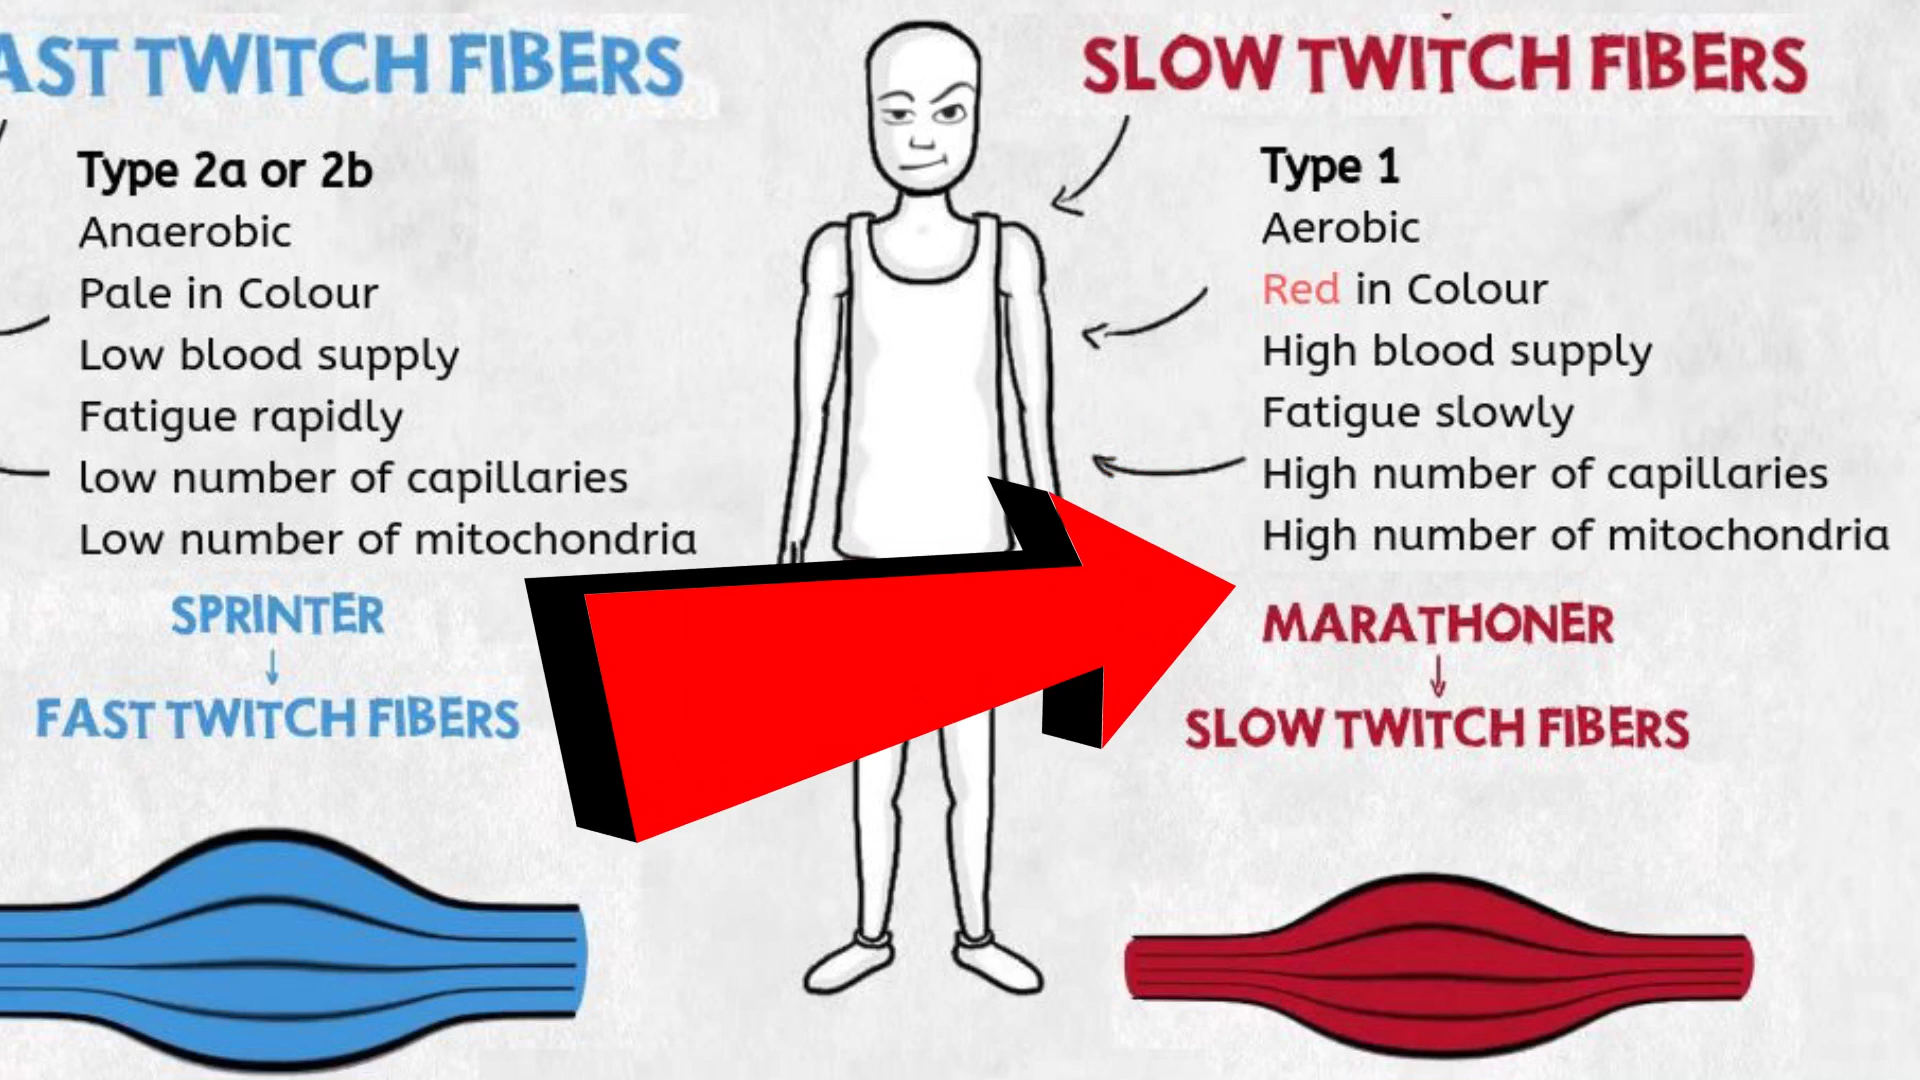 AST TWITCH FIBERS
Type 2a or 2b
Anaerobic
Pale in Colour
Low blood supply
Fatigue rapidly
low number of capillaries
Low number of mitochondria
SPRINTER
FAST TWITCH FIBERS
SLOW TWITCH FIBERS
Type 1
Aerobic
Red in Colour
High blood supply
Fatigue slowly
High number of capillaries
High number of mitochondria
MARATHONER
SLOW TWITCH FIBERS